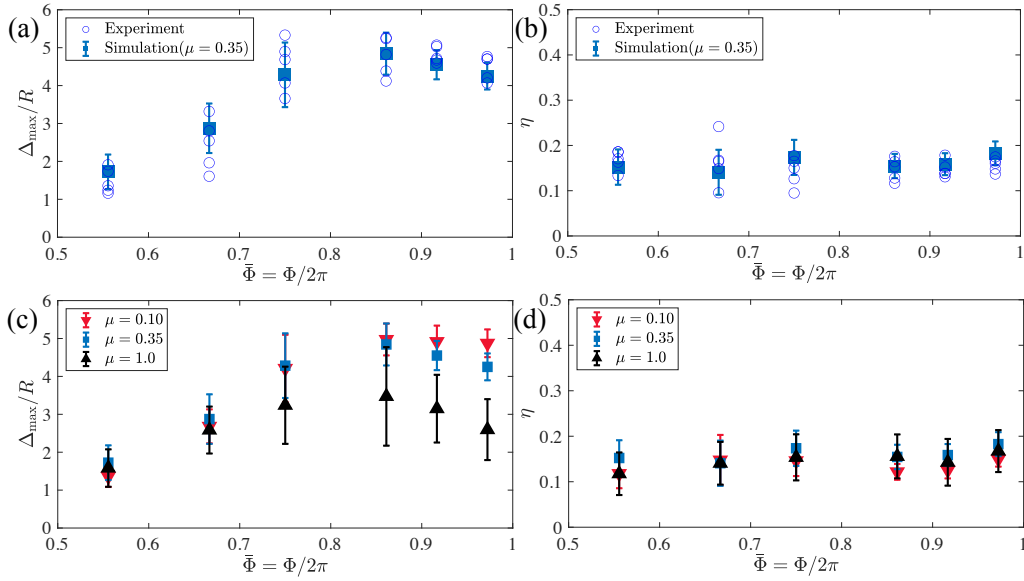 (a)
Experiment
Simulation(μ = 0.35)
6
5
4
3
2
1
0
Δmax/R
0.5 0.6 0.7 0.8 0.9 1
Φ̄ = Φ/2π
(b)
Experiment
Simulation(μ = 0.35)
0.5
0.4
0.3
0.2
0.1
0
η
0.5 0.6 0.7 0.8 0.9 1
Φ̄ = Φ/2π
(c)
μ = 0.10
μ = 0.35
μ = 1.0
6
5
4
3
2
1
0
Δmax/R
0.5 0.6 0.7 0.8 0.9 1
Φ̄ = Φ/2π
(d)
μ = 0.10
μ = 0.35
μ = 1.0
0.5
0.4
0.3
0.2
0.1
0
η
0.5 0.6 0.7 0.8 0.9 1
Φ̄ = Φ/2π